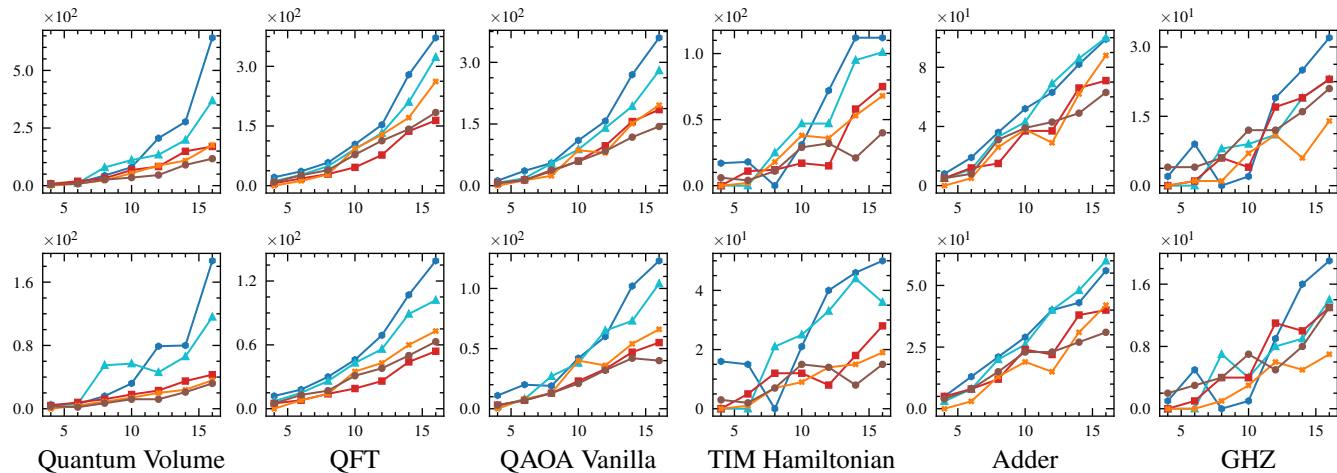 ×10² ×10² ×10² ×10² ×10¹ ×10¹
6.0 3.0 3.0 1.0 8 3.0
5.0 
2.5 1.5 1.5 0.5 4 1.5
0.0 0.0 0.0 0.0 0 0.0
5 10 15 5 10 15 5 10 15 5 10 15 5 10 15 5 10 15
×10² ×10² ×10² ×10¹ ×10¹ ×10¹
1.6 1.2 1.0 4 5.0 1.6
0.8 0.6 0.5 2 2.5 0.8
0.0 0.0 0.0 0 0.0 0.0
5 10 15 5 10 15 5 10 15 5 10 15 5 10 15 5 10 15
Quantum Volume QFT QAOA Vanilla TIM Hamiltonian Adder GHZ